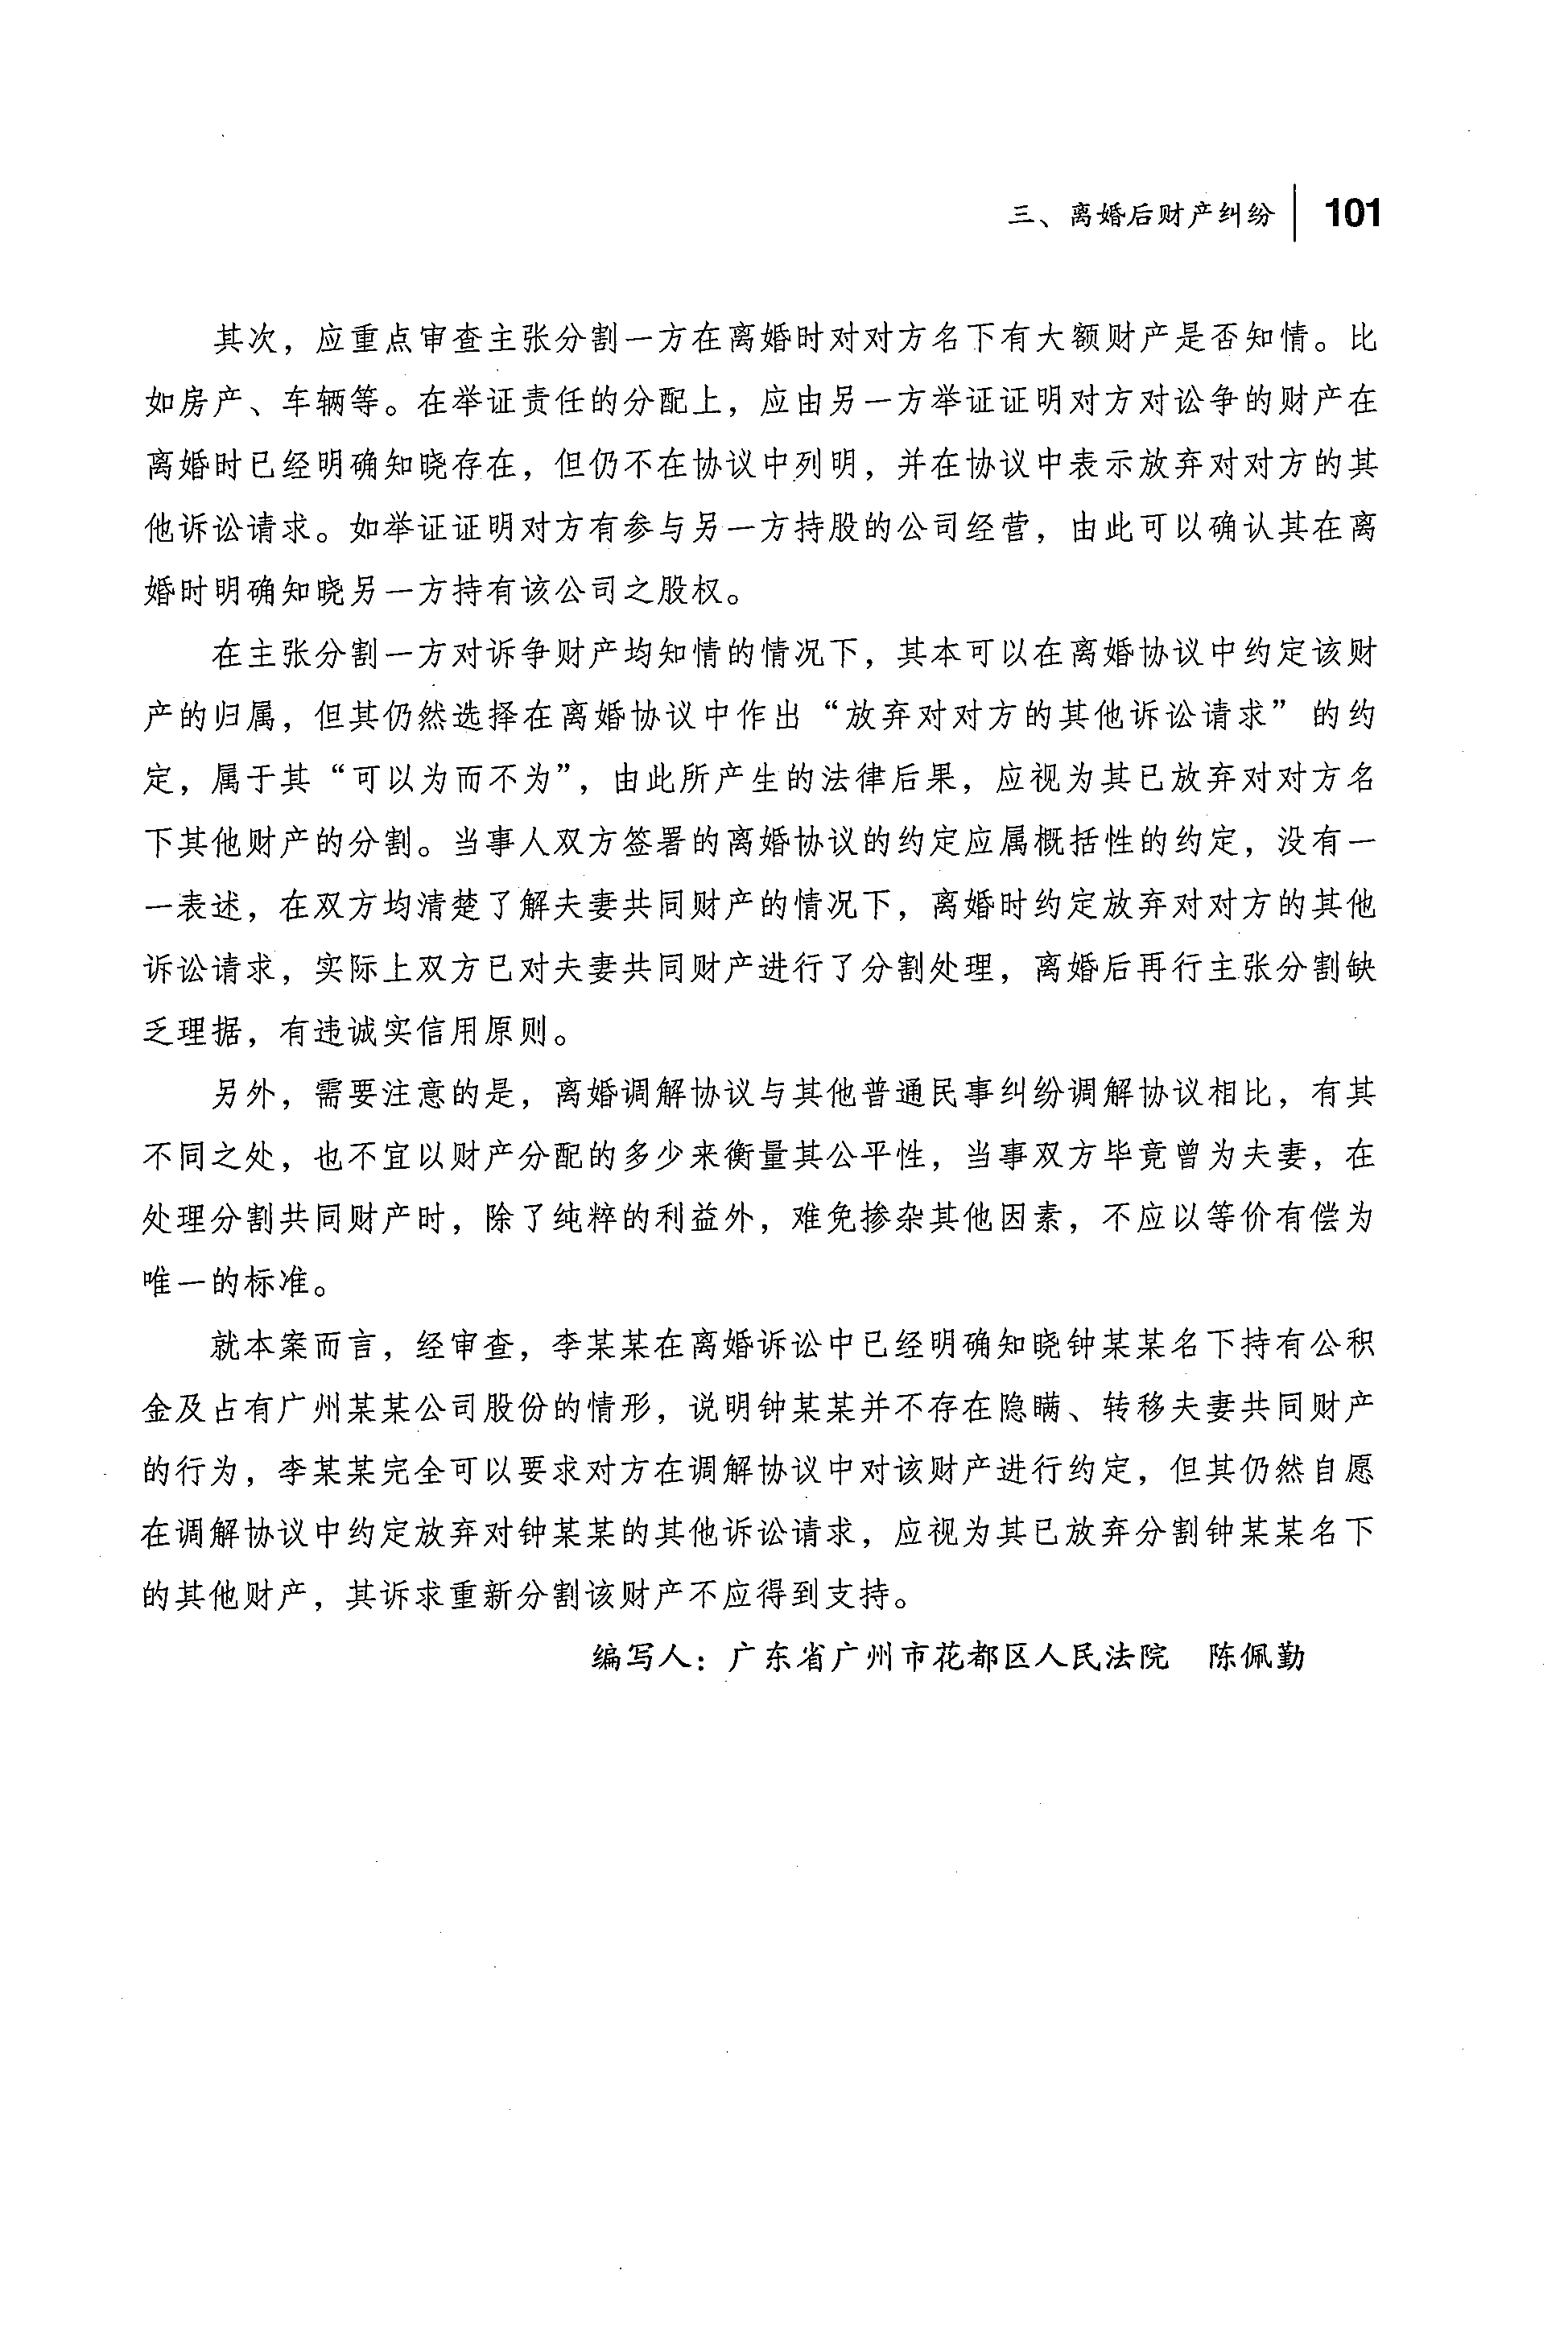 三、离婚后财产纠纷 101
其次，应重点审查主张分割一方在离婚时对对方名下有大额财产是否知情。比
如房产、车辆等。在举证责任的分配上，应由另一方举证证明对方对讼争的财产在
离婚时已经明确知晓存在，但仍不在协议中列明，并在协议中表示放弃对对方的其
他诉讼请求。如举证证明对方有参与另一方持股的公司经营，由此可以确认其在离
婚时明确知晓另一方持有该公司之股权。
在主张分割一方对诉争财产均知情的情况下，其本可以在离婚协议中约定该财
产的归属，但其仍然选择在离婚协议中作出“放弃对对方的其他诉讼请求”的约
定，属于其“可以为而不为”，由此所产生的法律后果，应视为其已放弃对对方名
下其他财产的分割。当事人双方签署的离婚协议的约定应属概括性的约定，没有一
一表述，在双方均清楚了解夫妻共同财产的情况下，离婚时约定放弃对对方的其他
诉讼请求，实际上双方已对夫妻共同财产进行了分割处理，离婚后再行主张分割缺
乏理据，有违诚实信用原则。
另外，需要注意的是，离婚调解协议与其他普通民事纠纷调解协议相比，有其
不同之处，也不宜以财产分配的多少来衡量其公平性，当事双方毕竟曾为夫妻，在
处理分割共同财产时，除了纯粹的利益外，难免掺杂其他因素，不应以等价有偿为
唯一的标准。
就本案而言，经审查，李某某在离婚诉讼中已经明确知晓钟某某名下持有公积
金及占有广州某某公司股份的情形，说明钟某某并不存在隐瞒、转移夫妻共同财产
的行为，李某某完全可以要求对方在调解协议中对该财产进行约定，但其仍然自愿
在调解协议中约定放弃对钟某某的其他诉讼请求，应视为其已放弃分割钟某某名下
的其他财产，其诉求重新分割该财产不应得到支持。
编写人：广东省广州市花都区人民法院 陈佩勤